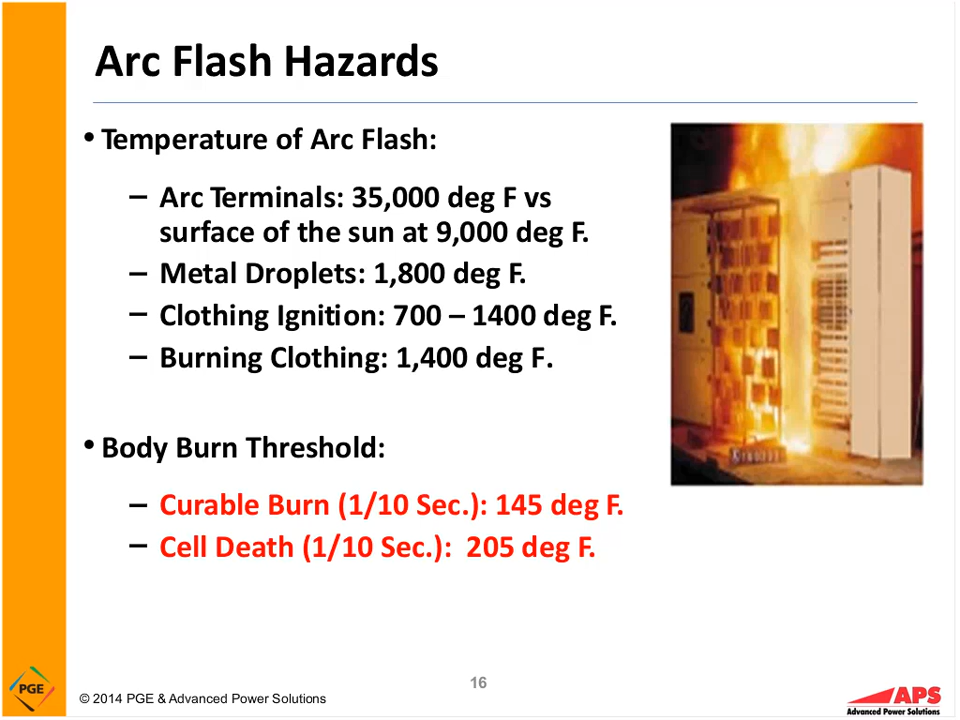 Arc Flash Hazards
• Temperature of Arc Flash:
– Arc Terminals: 35,000 deg F vs
surface of the sun at 9,000 deg F.
– Metal Droplets: 1,800 deg F.
– Clothing Ignition: 700 – 1400 deg F.
– Burning Clothing: 1,400 deg F.
• Body Burn Threshold:
– Curable Burn (1/10 Sec.): 145 deg F.
– Cell Death (1/10 Sec.): 205 deg F.
PGE
© 2014 PGE & Advanced Power Solutions
16
APS
Advanced Power Solutions